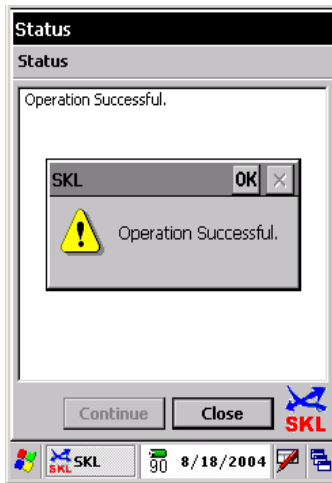 Status
Status
Operation Successful.
SKL OK
Operation Successful.
Continue Close
SKL
SKL SKL 90 8/18/2004